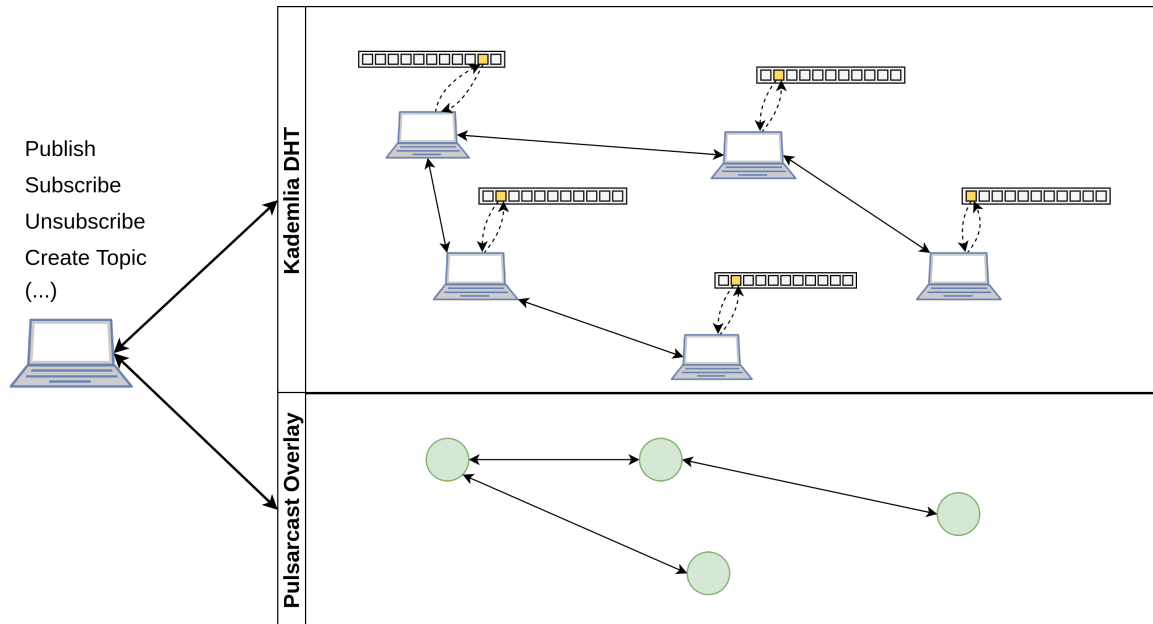 Publish
Subscribe
Unsubscribe
Create Topic
(...)
Kademlia DHT
Pulsarcast Overlay